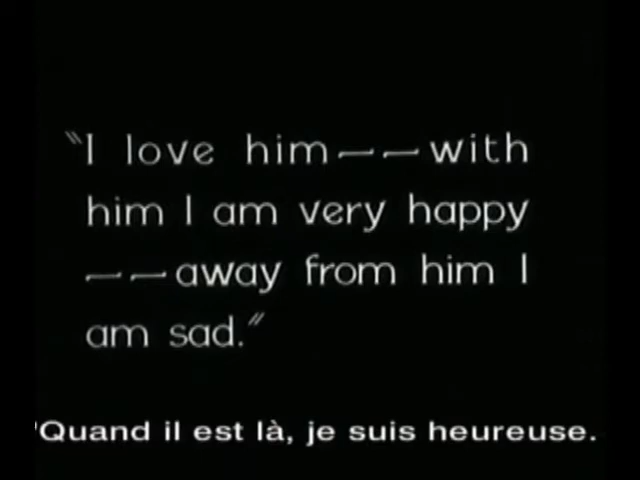 "I love him——with
him I am very happy
——away from him I
am sad."
"Quand il est là, je suis heureuse.